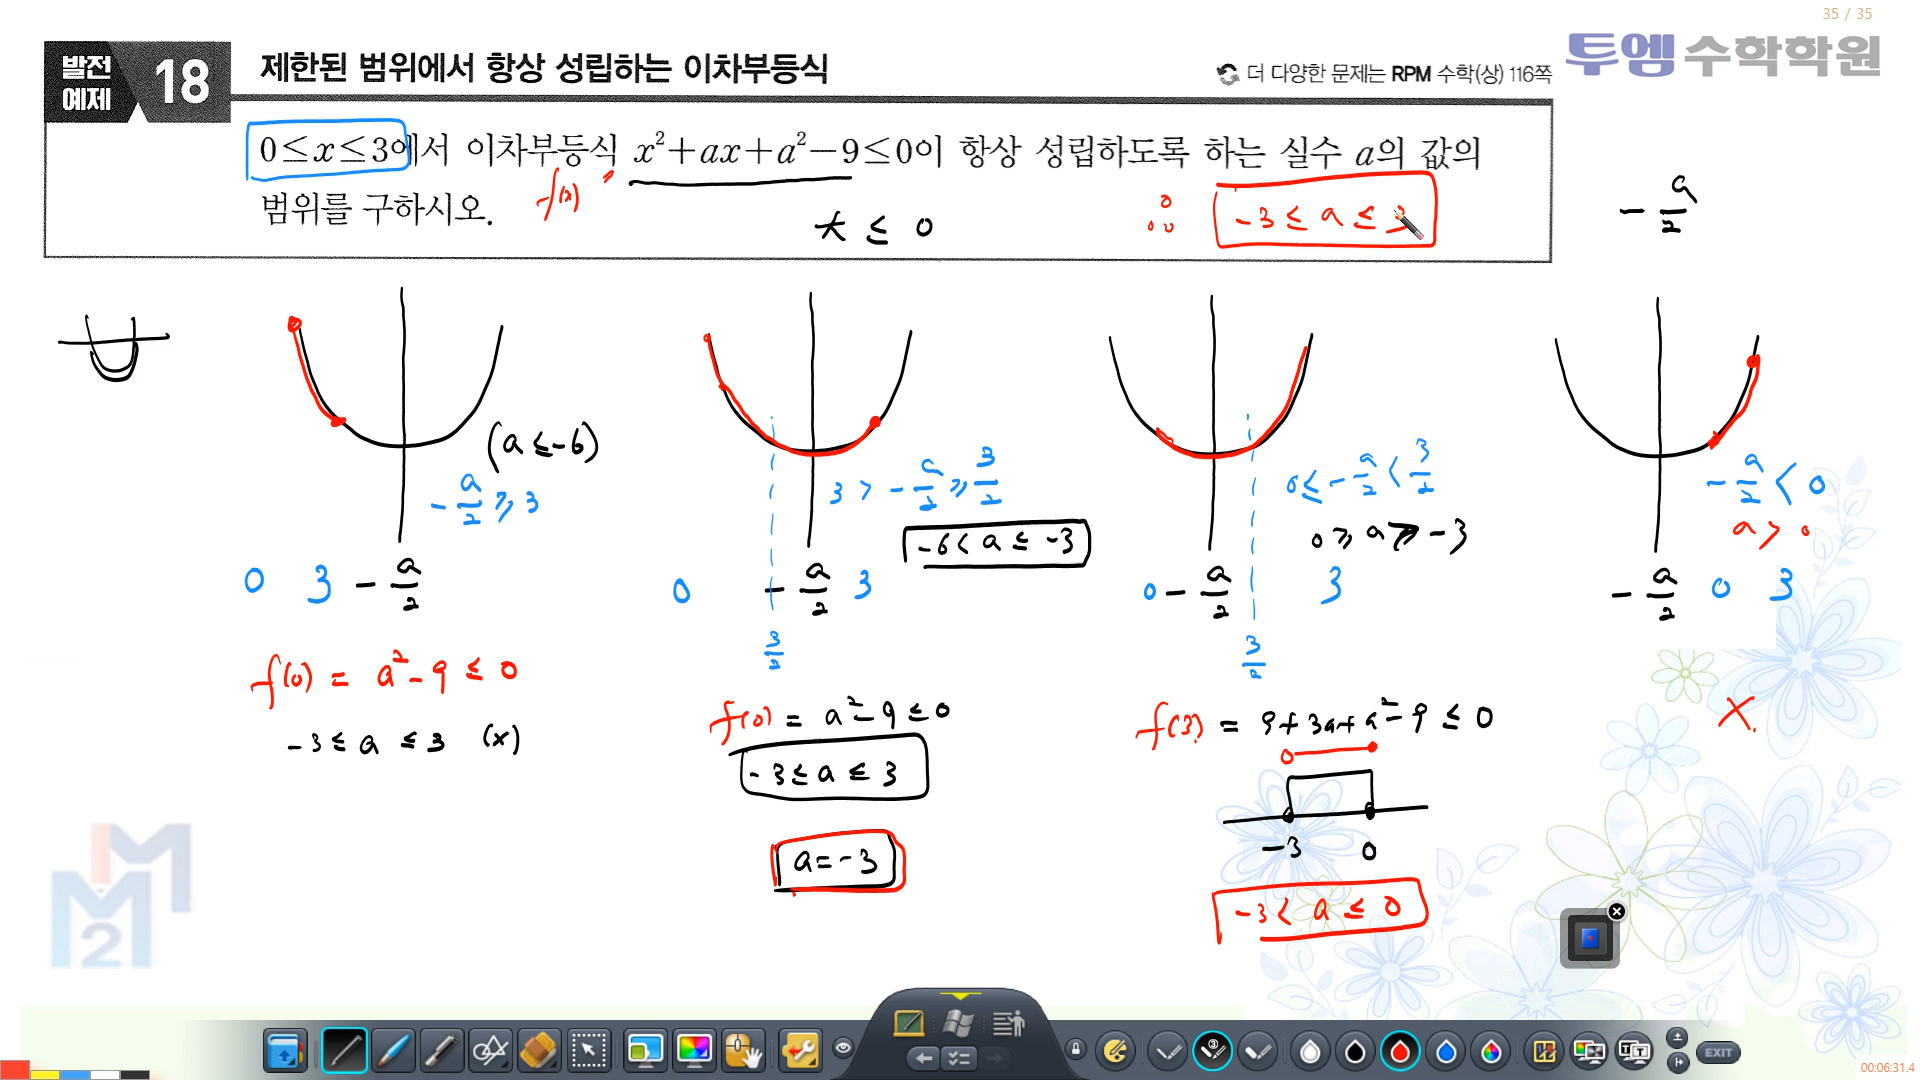 35 / 35
발전 예제 18 제한된 범위에서 항상 성립하는 이차부등식
더 다양한 문제는 RPM 수학(상) 116쪽
투엠수학학원
0≤x≤3에서 이차부등식 x²+ax+a²-9≤0이 항상 성립하도록 하는 실수 a의 값의
범위를 구하시오.
f(x)
* ≤ 0
∴ -3 ≤ a ≤ 3
- a/2
(a ≤ -6)
- a/2 ≥ 3
0 3 - a/2
f(0) = a² - 9 ≤ 0
-3 ≤ a ≤ 3 (x)
3 > - a/2 ≥ 3/2
-6 < a ≤ -3
0 - a/2 3
3/2
f(0) = a² - 9 ≤ 0
-3 ≤ a ≤ 3
a = -3
0 ≤ - a/2 < 3/2
0 ≥ a > -3
0 - a/2 3
3/2
f(3) = 9 + 3a + a² - 9 ≤ 0
-3 0
-3 < a ≤ 0
- a/2 < 0
a > 0
- a/2 0 3
X.
M2
EXIT
00:06:31.4